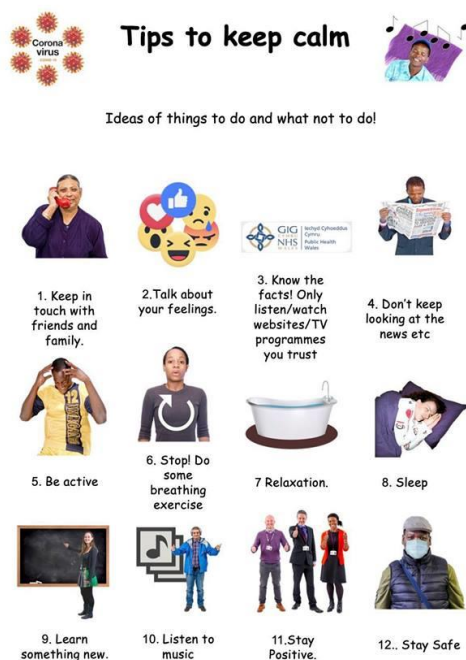 Corona
virus
Tips to keep calm
Ideas of things to do and what not to do!
GIG
CYMRU
NHS
WALES
Iechyd Cyhoeddus
Cymru
Public Health
Wales
1. Keep in
touch with
friends and
family.
2.Talk about
your feelings.
3. Know the
facts! Only
listen/watch
websites/TV
programmes
you trust
4. Don't keep
looking at the
news etc
12
5. Be active
6. Stop! Do
some
breathing
exercise
7 Relaxation.
8. Sleep
9. Learn
something new.
10. Listen to
music
11.Stay
Positive.
12.. Stay Safe